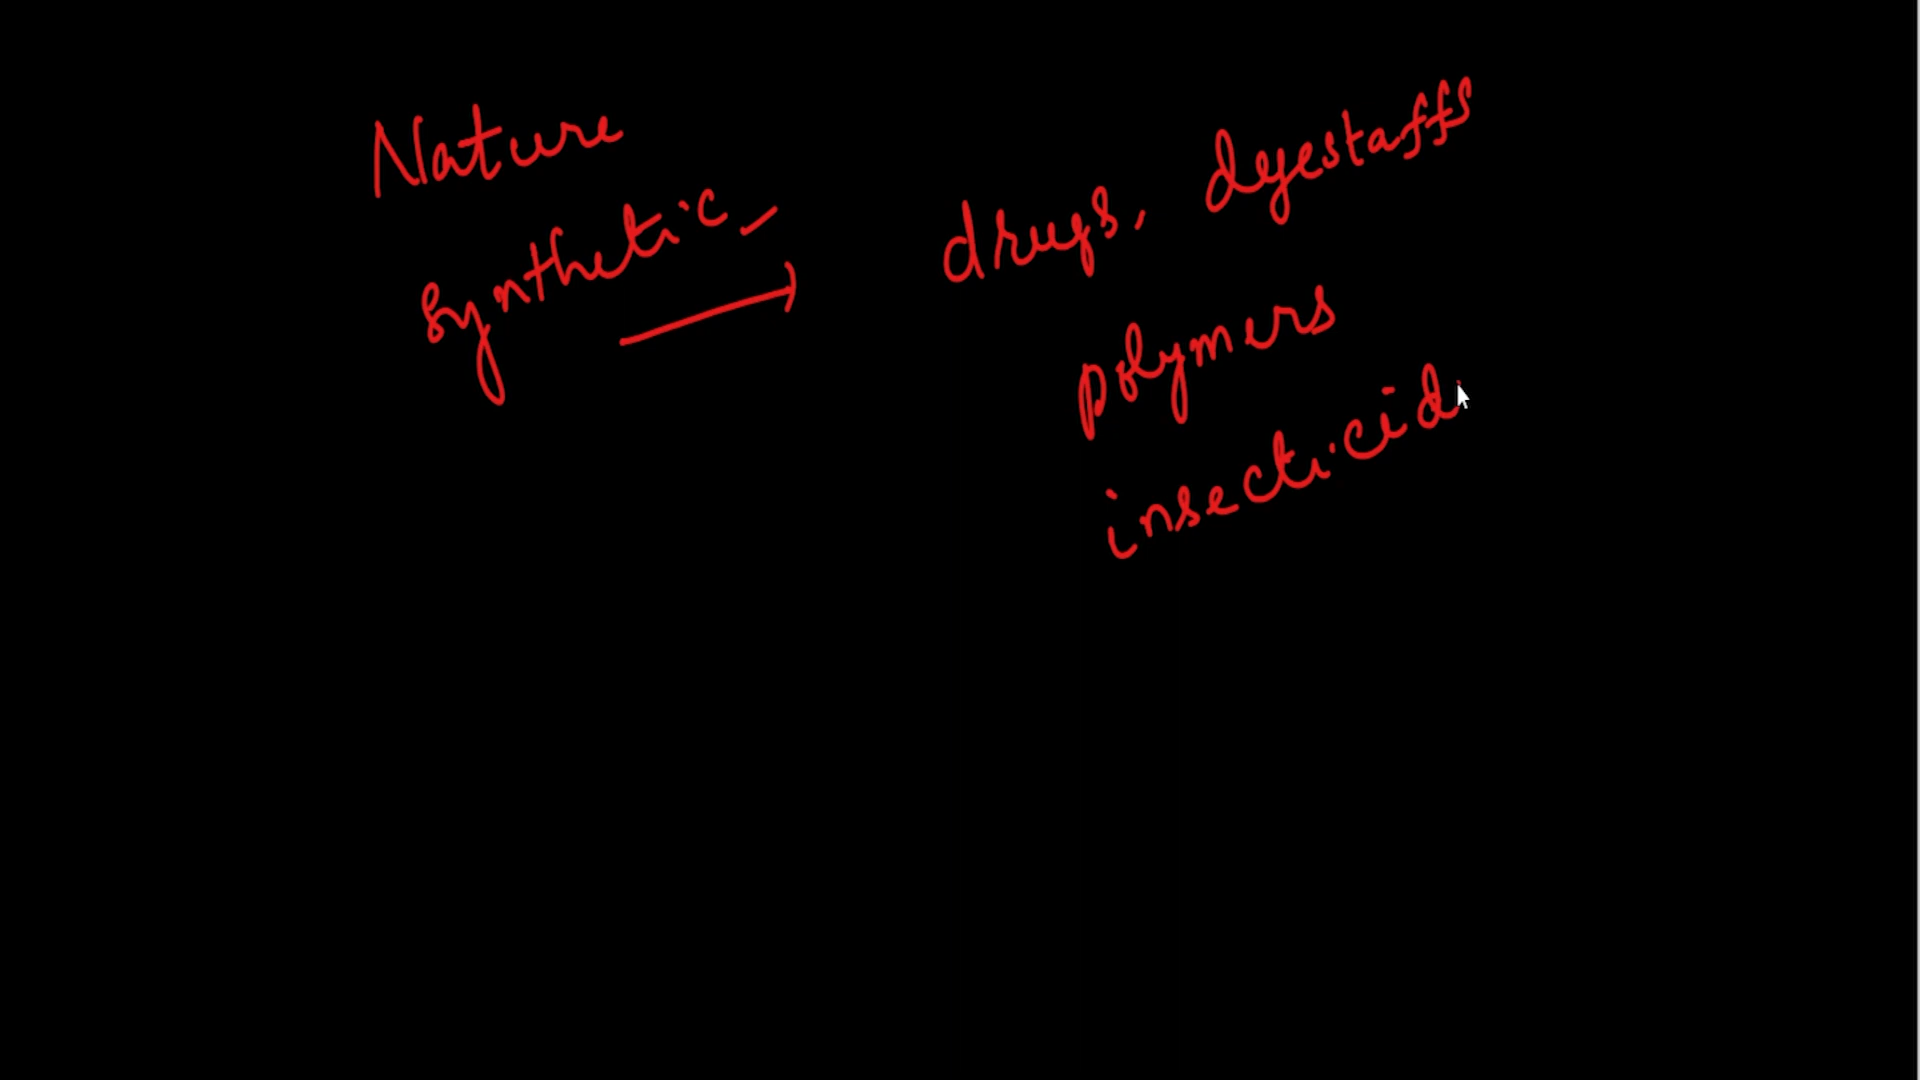 Nature
synthetic -
drugs, dyestaffs
polymers
insecticid